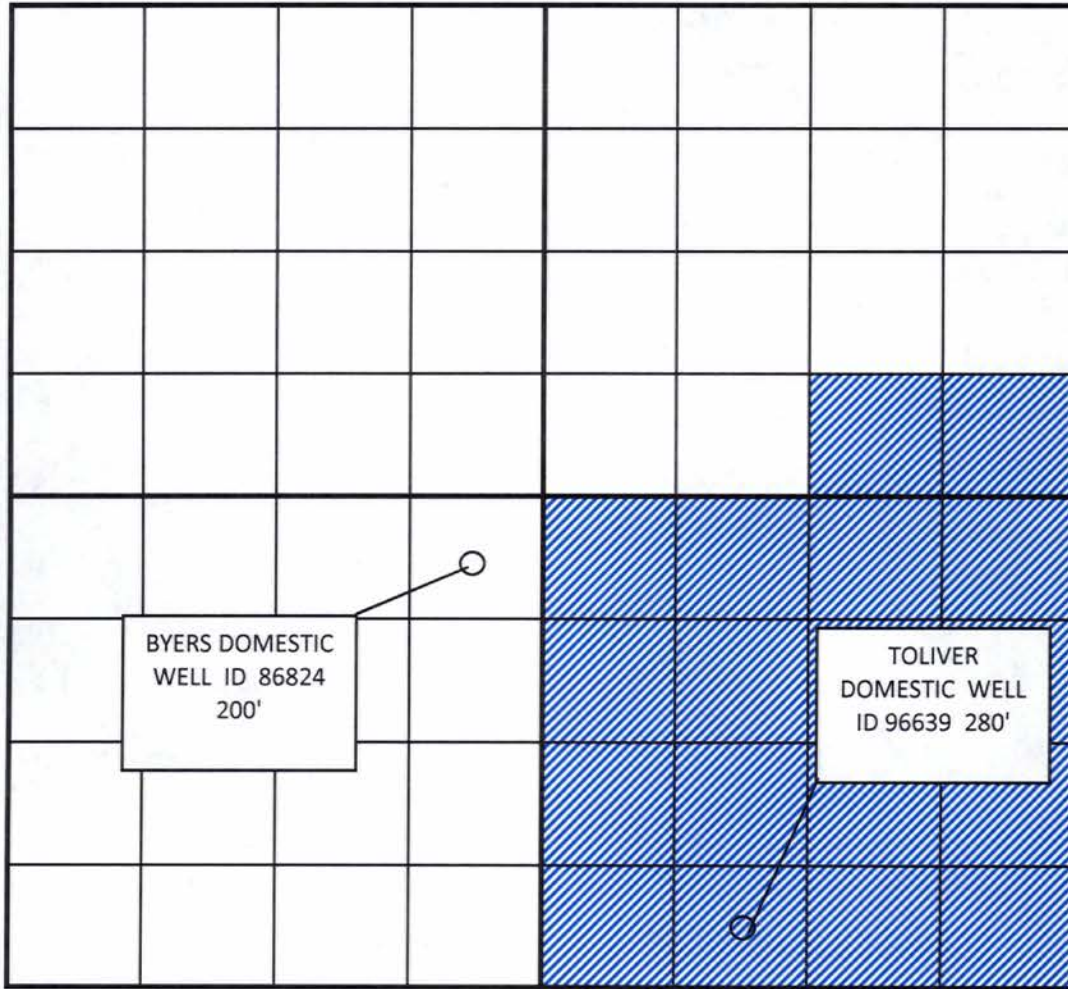 BYERS DOMESTIC
WELL ID 86824
200'
TOLIVER
DOMESTIC WELL
ID 96639 280'